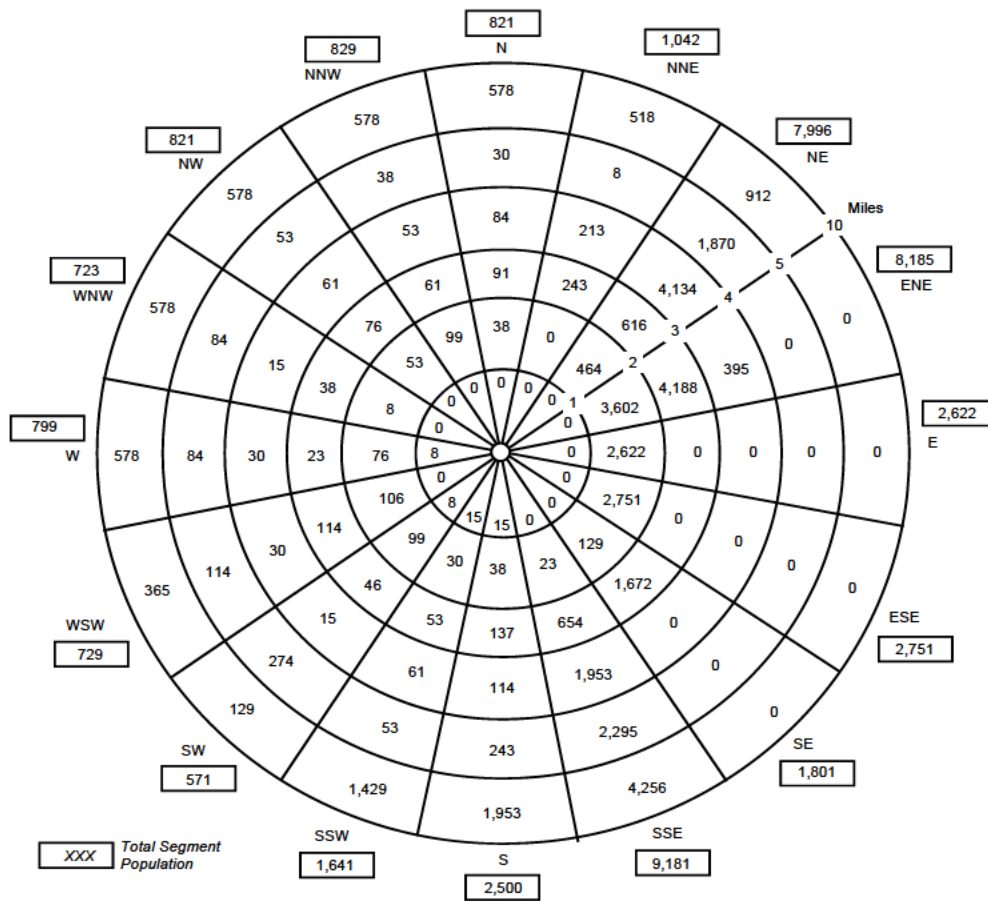 821
1,042
829 N
NNE
NNW
578
578 518
7,996
821
30 NE
NW
38 8
578 912
Miles
84
10
53 53 213
1,870
5 8,185
723 91
61 61 243 4,134 ENE
WNW 4
578 0
76 38 616 3
84 99 0 0
53 15 2 464 395
38 0 0 0 4,188
8 0 0 1 3,602
799 0 0 2,622
W 578 84 30 23 76 8 0 2,622 0 0 0 0 E
0 0
106 8 0 2,751
114 15 15 0 0
99 129 0
30 30 38 23 0
114 46 1,672
365 0
15 53 654 0 ESE
WSW 137
2,751
729
274 61 1,953 0
114
129 0
53 2,295
SW 243 SE
571 1,801
1,429 4,256
1,953
SSW SSE
Total Segment
XXX Population 1,641 S 9,181
2,500